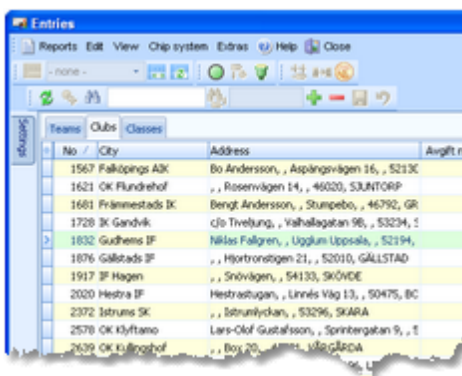 Entries
Reports Edit View Chip system Extras Help Close
- none -
Settings
Teams Clubs Classes
No / City Address Avgift
1567 Falköpings AIK Bo Andersson, , Aspängsvägen 16, , 5213
1621 OK Flundrehof , , Rosenvägen 14, , 46020, SJUNTORP
1681 Främmestads IK Bengt Andersson, , Stumpebo, , 46792, GR
1728 IK Gandvik c/o Tveljung, , Valhallagatan 9B, , 53234, S
1832 Gudhems IF Niklas Fallgren, , Ugglum Uppsala, , 52194,
1876 Gällstads IF , , Hjortronstigen 21, , 52010, GÄLLSTAD
1917 IF Hagen , , Snövägen, , 54133, SKÖVDE
2020 Hestra IF Hestrastugan, , Linnés Väg 13, , 50475, BO
2372 Istrums SK , , Istrumlyckan, , 53296, SKARA
2578 OK Klyftamo Lars-Olof Gustafsson, , Sprintergatan 9, ,
2639 OK Kullingshof , , Box 20, , 44721, VÅRGÅRDA